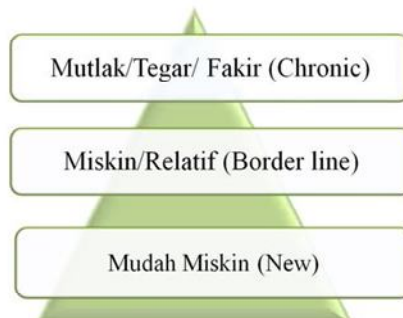 Mutlak/Tegar/ Fakir (Chronic)
Miskin/Relatif (Border line)
Mudah Miskin (New)